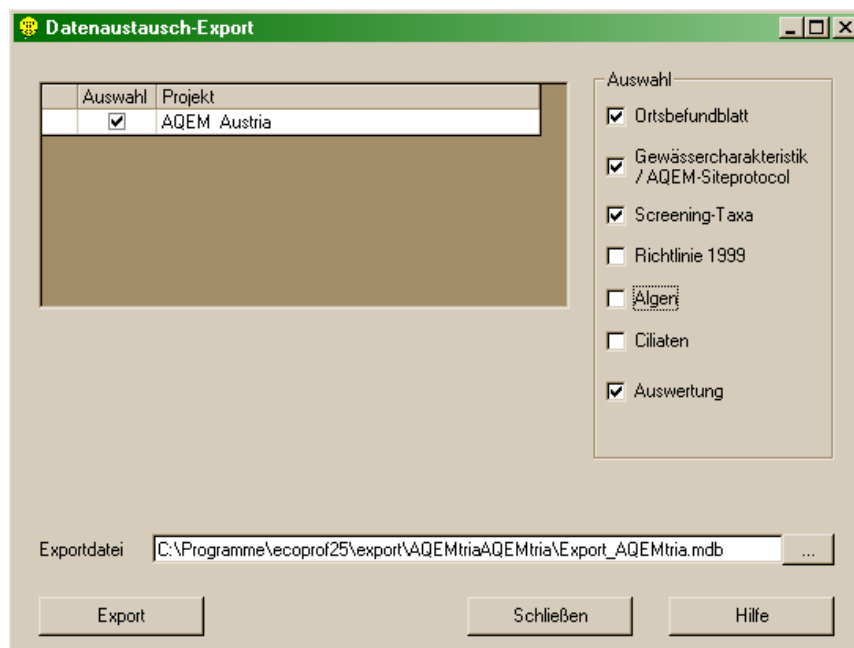 Datenaustausch-Export
Auswahl Projekt
AQEM Austria
Auswahl
Ortsbefundblatt
Gewässercharakteristik
/ AQEM-Siteprotocol
Screening-Taxa
Richtlinie 1999
Algen
Ciliaten
Auswertung
Exportdatei C:\Programme\ecoprof25\export\AQEMtriaAQEMtria\Export_AQEMtria.mdb ...
Export Schließen Hilfe